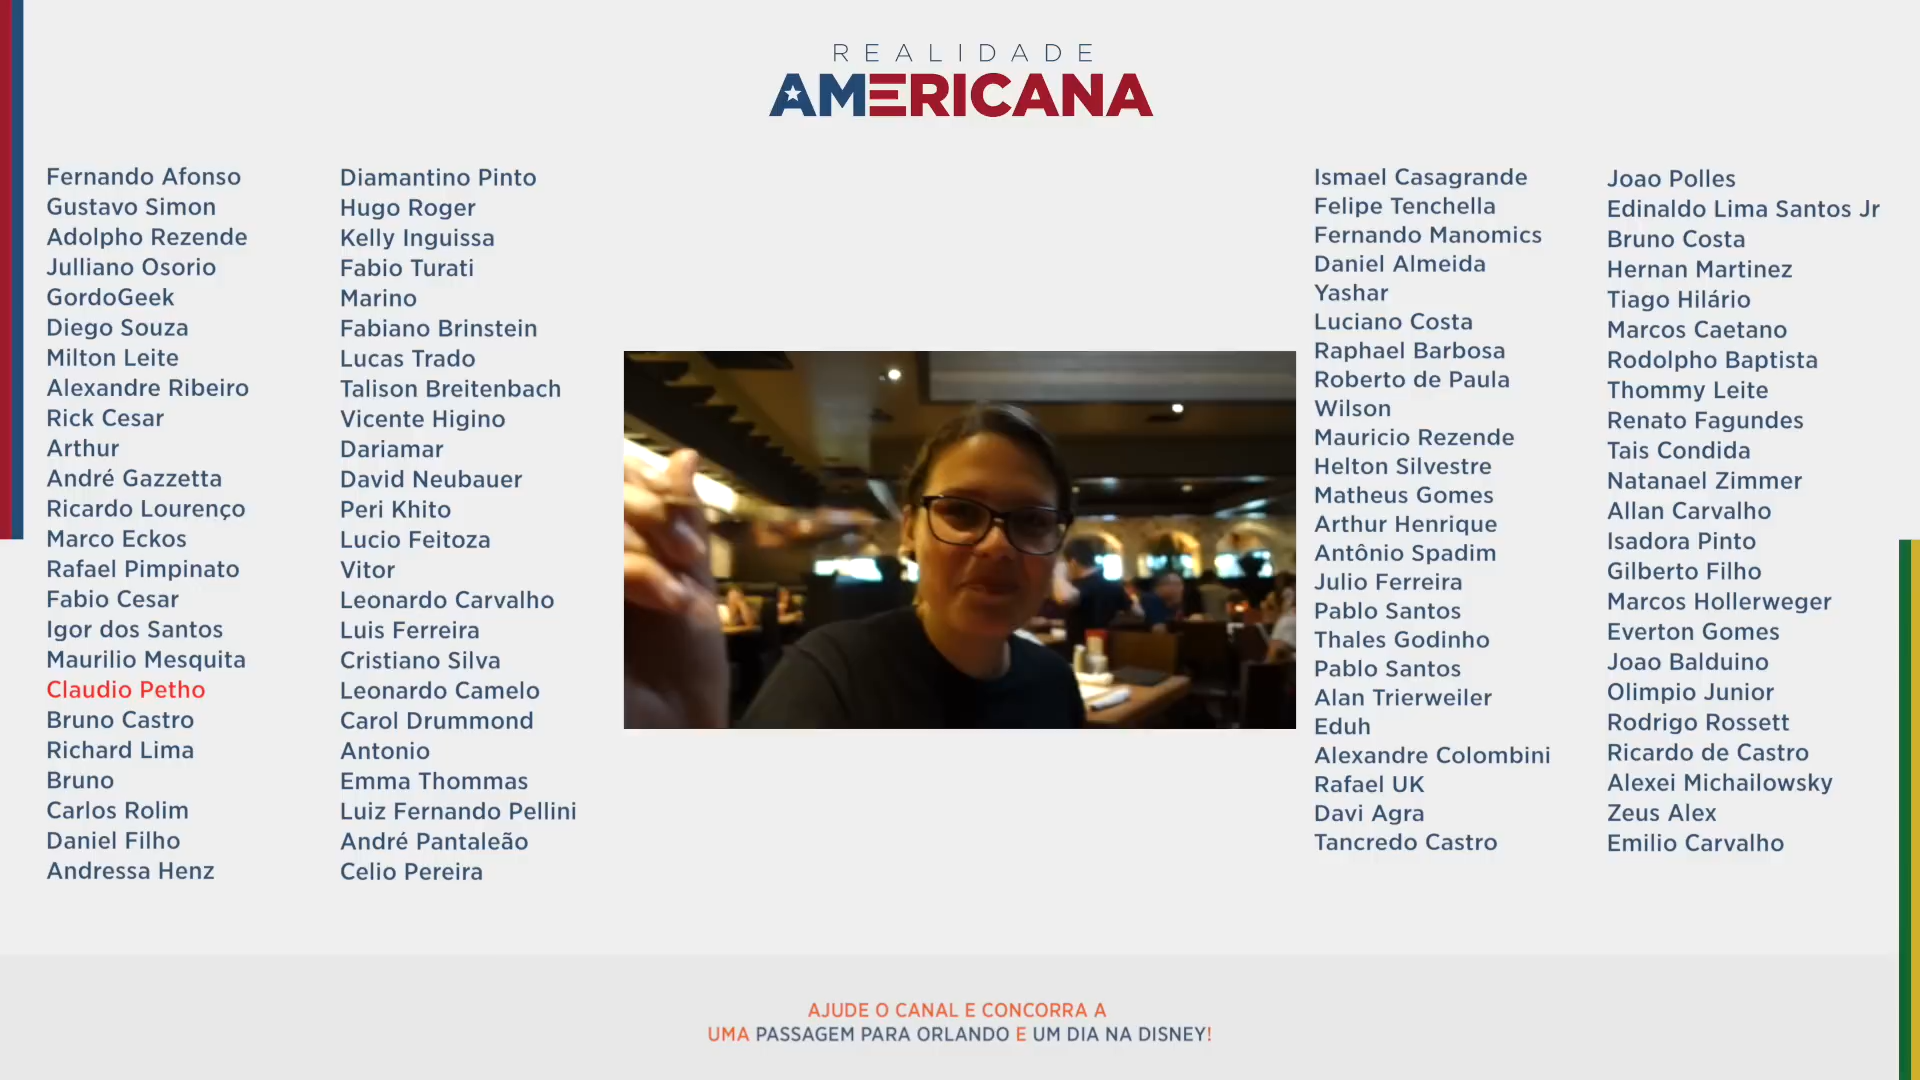 REALIDADE
AMERICANA
Fernando Afonso
Gustavo Simon
Adolpho Rezende
Julliano Osorio
GordoGeek
Diego Souza
Milton Leite
Alexandre Ribeiro
Rick Cesar
Arthur
André Gazzetta
Ricardo Lourenço
Marco Eckos
Rafael Pimpinato
Fabio Cesar
Igor dos Santos
Maurilio Mesquita
Claudio Petho
Bruno Castro
Richard Lima
Bruno
Carlos Rolim
Daniel Filho
Andressa Henz
Diamantino Pinto
Hugo Roger
Kelly Inguissa
Fabio Turati
Marino
Fabiano Brinstein
Lucas Trado
Talison Breitenbach
Vicente Higino
Dariamar
David Neubauer
Peri Khito
Lucio Feitoza
Vitor
Leonardo Carvalho
Luis Ferreira
Cristiano Silva
Leonardo Camelo
Carol Drummond
Antonio
Emma Thommas
Luiz Fernando Pellini
André Pantaleão
Celio Pereira
Ismael Casagrande
Felipe Tenchella
Fernando Manomics
Daniel Almeida
Yashar
Luciano Costa
Raphael Barbosa
Roberto de Paula
Wilson
Mauricio Rezende
Helton Silvestre
Matheus Gomes
Arthur Henrique
Antônio Spadim
Julio Ferreira
Pablo Santos
Thales Godinho
Pablo Santos
Alan Trierweiler
Eduh
Alexandre Colombini
Rafael UK
Davi Agra
Tancredo Castro
Joao Polles
Edinaldo Lima Santos Jr
Bruno Costa
Hernan Martinez
Tiago Hilário
Marcos Caetano
Rodolpho Baptista
Thommy Leite
Renato Fagundes
Tais Condida
Natanael Zimmer
Allan Carvalho
Isadora Pinto
Gilberto Filho
Marcos Hollerweger
Everton Gomes
Joao Balduino
Olimpio Junior
Rodrigo Rossett
Ricardo de Castro
Alexei Michailowsky
Zeus Alex
Emilio Carvalho
AJUDE O CANAL E CONCORRA A
UMA PASSAGEM PARA ORLANDO E UM DIA NA DISNEY!